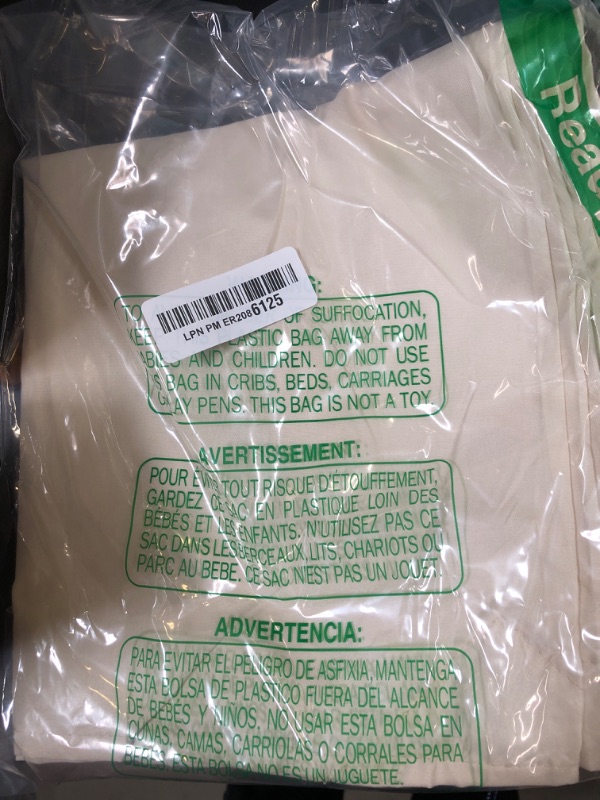 Read
LPN PM ER2086125
OF SUFFOCATION,
PLASTIC BAG AWAY FROM
AND CHILDREN. DO NOT USE
BAG IN CRIBS, BEDS, CARRIAGES
PENS. THIS BAG IS NOT A TOY.
AVERTISSEMENT:
POUR TOUT RISQUE D'ÉTOUFFEMENT,
GARDEZ CE SAC EN PLASTIQUE LOIN DES
BÉBÉS ET LES ENFANTS. N'UTILISEZ PAS CE
SAC DANS LES BERCEAUX, LITS, CHARIOTS OU
PARC AU BEBE. CE SAC N'EST PAS UN JOUET.
ADVERTENCIA:
PARA EVITAR EL PELIGRO DE ASFIXIA, MANTENGA
ESTA BOLSA DE PLASTICO FUERA DEL ALCANCE
DE BEBÉS Y NIÑOS. NO USAR ESTA BOLSA EN
CUNAS, CAMAS, CARRIOLAS O CORRALES PARA
BEBÉS. ESTA BOLSA NO ES UN JUGUETE.